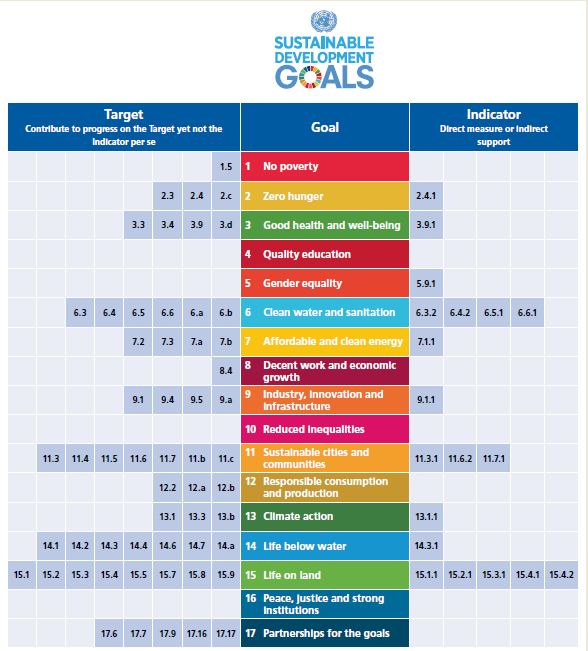 SUSTAINABLE
DEVELOPMENT
GOALS
Target
Contribute to progress on the Target yet not the
Indicator per se
Goal
Indicator
Direct measure or indirect
support
1.5 1 No poverty
2.3 2.4 2.c 2 Zero hunger 2.4.1
3.3 3.4 3.9 3.d 3 Good health and well-being 3.9.1
4 Quality education
5 Gender equality 5.9.1
6.3 6.4 6.5 6.6 6.a 6.b 6 Clean water and sanitation 6.3.2 6.4.2 6.5.1 6.6.1
7.2 7.3 7.a 7.b 7 Affordable and clean energy 7.1.1
8.4 8 Decent work and economic
growth
9.1 9.4 9.5 9.a 9 Industry, innovation and
infrastructure 9.1.1
10 Reduced inequalities
11.3 11.4 11.5 11.6 11.7 11.b 11.c 11 Sustainable cities and
communities 11.3.1 11.6.2 11.7.1
12.2 12.a 12.b 12 Responsible consumption
and production
13.1 13.3 13.b 13 Climate action 13.1.1
14.1 14.2 14.3 14.4 14.6 14.7 14.a 14 Life below water 14.3.1
15.1 15.2 15.3 15.4 15.5 15.7 15.8 15.9 15 Life on land 15.1.1 15.2.1 15.3.1 15.4.1 15.4.2
16 Peace, justice and strong
institutions
17.6 17.7 17.9 17.16 17.17 17 Partnerships for the goals